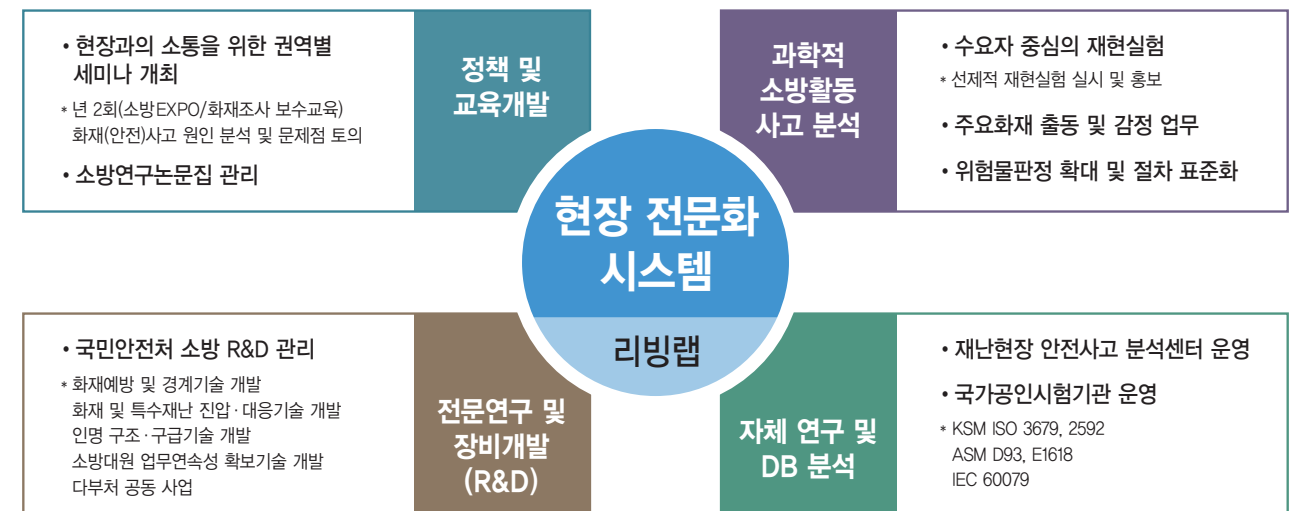 • 현장과의 소통을 위한 권역별
세미나 개최
* 년 2회(소방EXPO/화재조사 보수교육)
화재(안전)사고 원인 분석 및 문제점 토의
• 소방연구논문집 관리
정책 및
교육개발
과학적
소방활동
사고 분석
• 수요자 중심의 재현실험
* 선제적 재현실험 실시 및 홍보
• 주요화재 출동 및 감정 업무
• 위험물판정 확대 및 절차 표준화
현장 전문화
시스템
리빙랩
• 국민안전처 소방 R&D 관리
* 화재예방 및 경계기술 개발
화재 및 특수재난 진압·대응기술 개발
인명 구조·구급기술 개발
소방대원 업무연속성 확보기술 개발
다부처 공동 사업
전문연구 및
장비개발
(R&D)
자체 연구 및
DB 분석
• 재난현장 안전사고 분석센터 운영
• 국가공인시험기관 운영
* KSM ISO 3679, 2592
ASM D93, E1618
IEC 60079